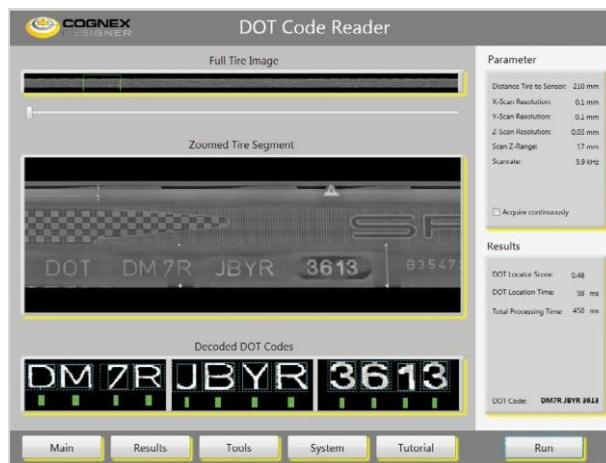 COGNEX
DESIGNER
DOT Code Reader
Full Tire Image
Zoomed Tire Segment
DOT DM7R JBYR 3613 B3547
Decoded DOT Codes
DM 7R JBYR 3613
Parameter
Distance Tire to Sensor: 210 mm
X-Scan Resolution: 0.1 mm
Y-Scan Resolution: 0.1 mm
Z-Scan Resolution: 0.03 mm
Scan Z-Range: 17 mm
Scanrate: 3.9 kHz
Acquire continuously
Results
DOT Locator Score: 0.48
DOT Location Time: 98 ms
Total Processing Time: 450 ms
DOT Code: DM7R JBYR 3613
Main Results Tools System Tutorial Run